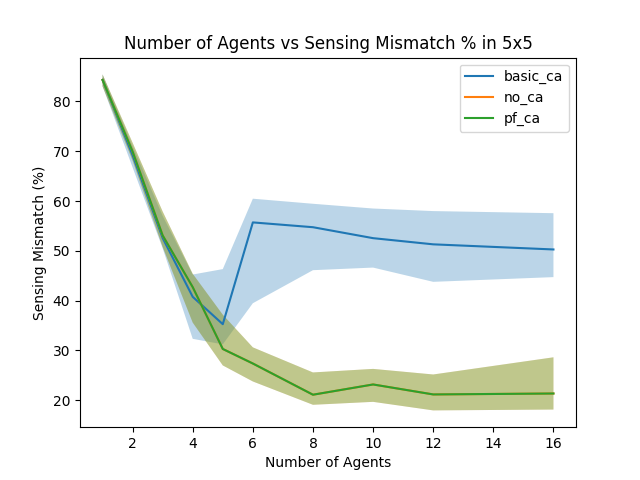 Number of Agents vs Sensing Mismatch % in 5x5
basic_ca
no_ca
pf_ca
Sensing Mismatch (%)
80
70
60
50
40
30
20
2 4 6 8 10 12 14 16
Number of Agents